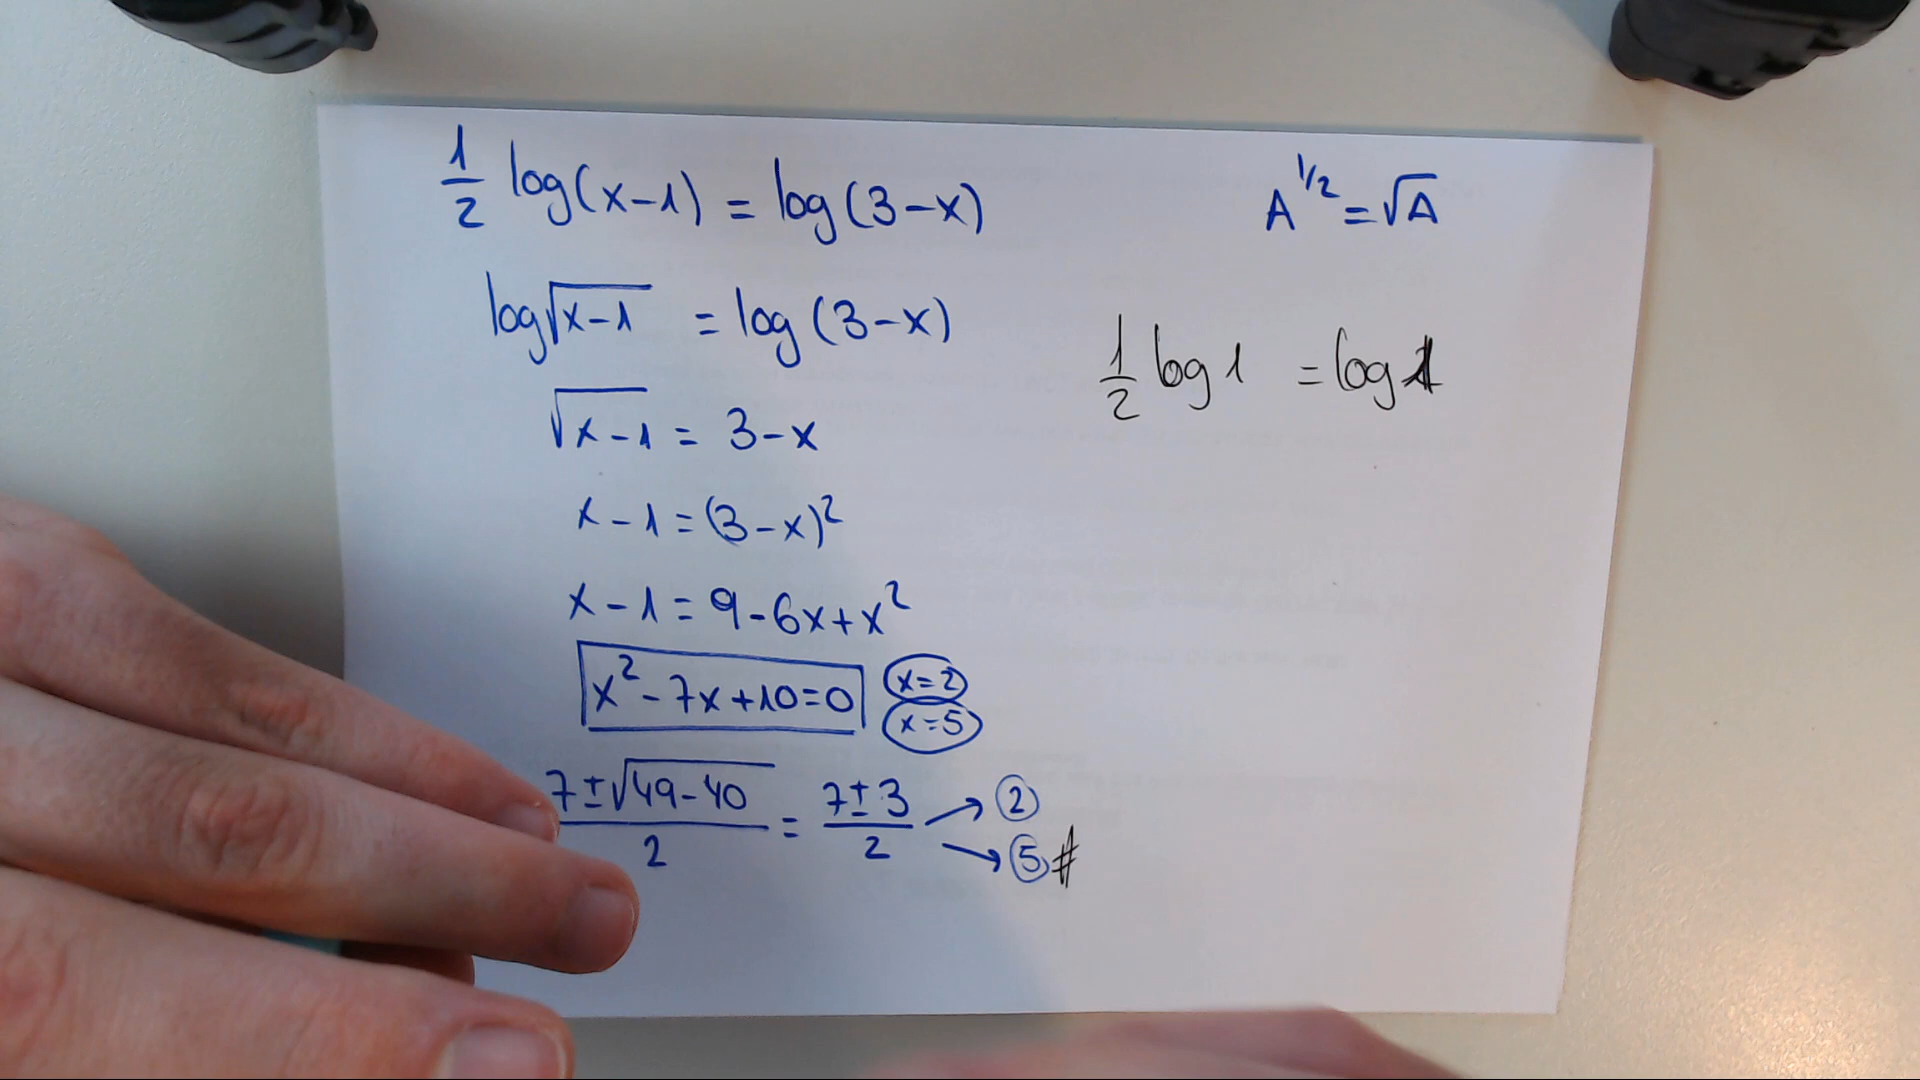 1/2 log(x-1) = log(3-x)
A^1/2 = √A
log√x-1 = log(3-x)
1/2 log 1 = log 1
√x-1 = 3-x
x-1 = (3-x)²
x-1 = 9-6x+x²
x²-7x+10=0
x=2
x=5
7±√49-40 / 2 = 7±3 / 2 → 2
→ 5 #